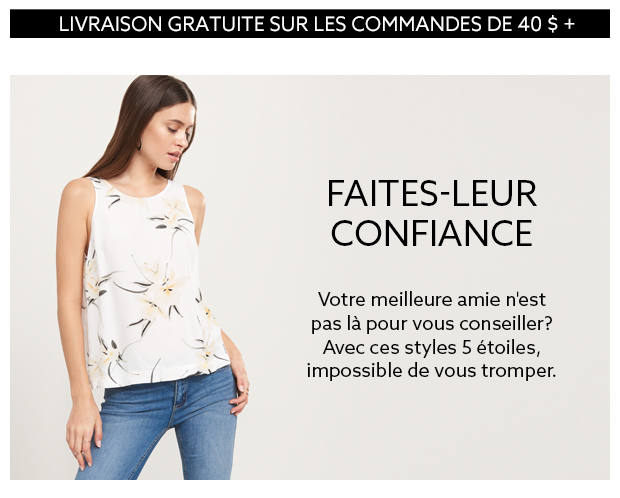 LIVRAISON GRATUITE SUR LES COMMANDES DE 40 $ +
FAITES-LEUR
CONFIANCE
Votre meilleure amie n'est
pas là pour vous conseiller?
Avec ces styles 5 étoiles,
impossible de vous tromper.